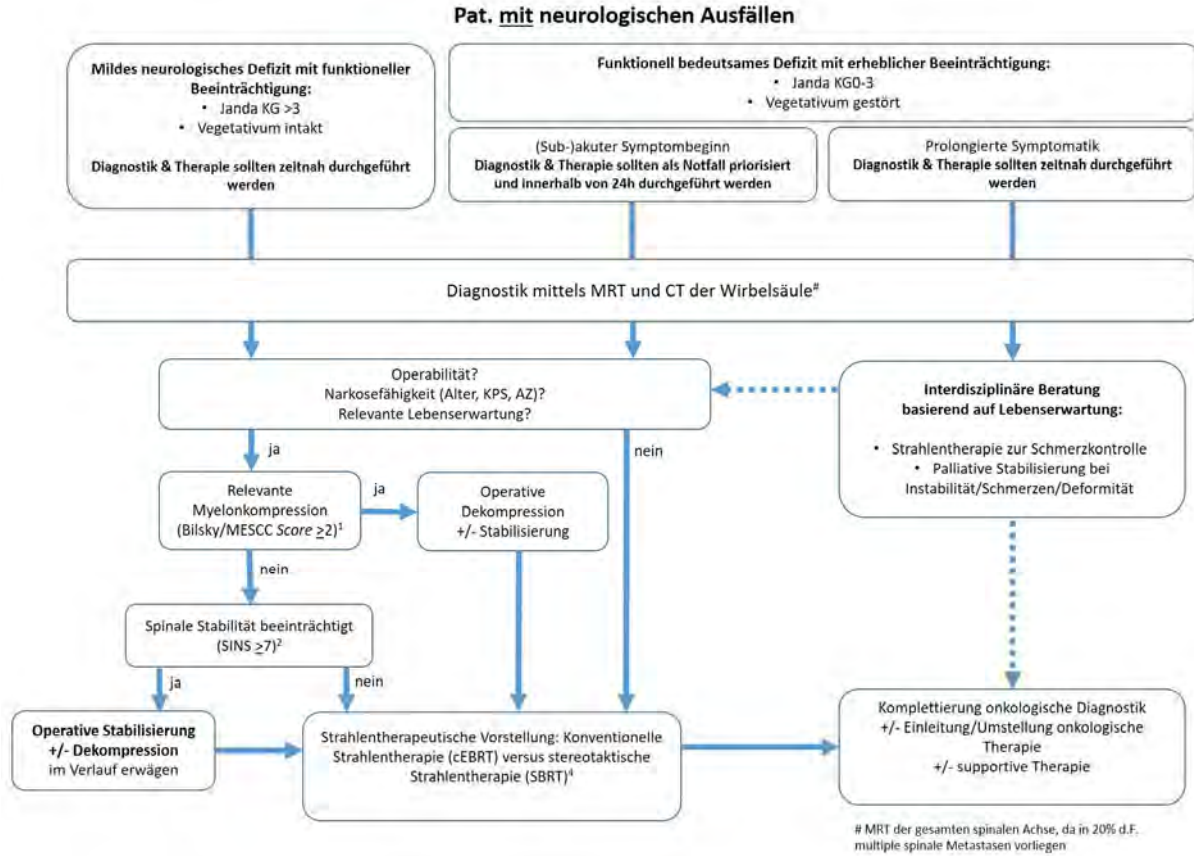 Pat. mit neurologischen Ausfällen
Mildes neurologisches Defizit mit funktioneller
Beeinträchtigung:
• Janda KG >3
• Vegetativum intakt
Diagnostik & Therapie sollten zeitnah durchgeführt
werden
Funktionell bedeutsames Defizit mit erheblicher Beeinträchtigung:
• Janda KG0-3
• Vegetativum gestört
(Sub-)akuter Symptombeginn
Diagnostik & Therapie sollten als Notfall priorisiert
und innerhalb von 24h durchgeführt werden
Prolongierte Symptomatik
Diagnostik & Therapie sollten zeitnah durchgeführt
werden
Diagnostik mittels MRT und CT der Wirbelsäule#
Operabilität?
Narkosefähigkeit (Alter, KPS, AZ)?
Relevante Lebenserwartung?
Interdisziplinäre Beratung
basierend auf Lebenserwartung:
• Strahlentherapie zur Schmerzkontrolle
• Palliative Stabilisierung bei
Instabilität/Schmerzen/Deformität
ja
nein
Relevante
Myelonkompression
(Bilsky/MESCC Score ≥2)¹
ja
Operative
Dekompression
+/- Stabilisierung
nein
Spinale Stabilität beeinträchtigt
(SINS ≥7)²
ja
nein
Operative Stabilisierung
+/- Dekompression
im Verlauf erwägen
Strahlentherapeutische Vorstellung: Konventionelle
Strahlentherapie (cEBRT) versus stereotaktische
Strahlentherapie (SBRT)⁴
Komplettierung onkologische Diagnostik
+/- Einleitung/Umstellung onkologische
Therapie
+/- supportive Therapie
# MRT der gesamten spinalen Achse, da in 20% d.F.
multiple spinale Metastasen vorliegen